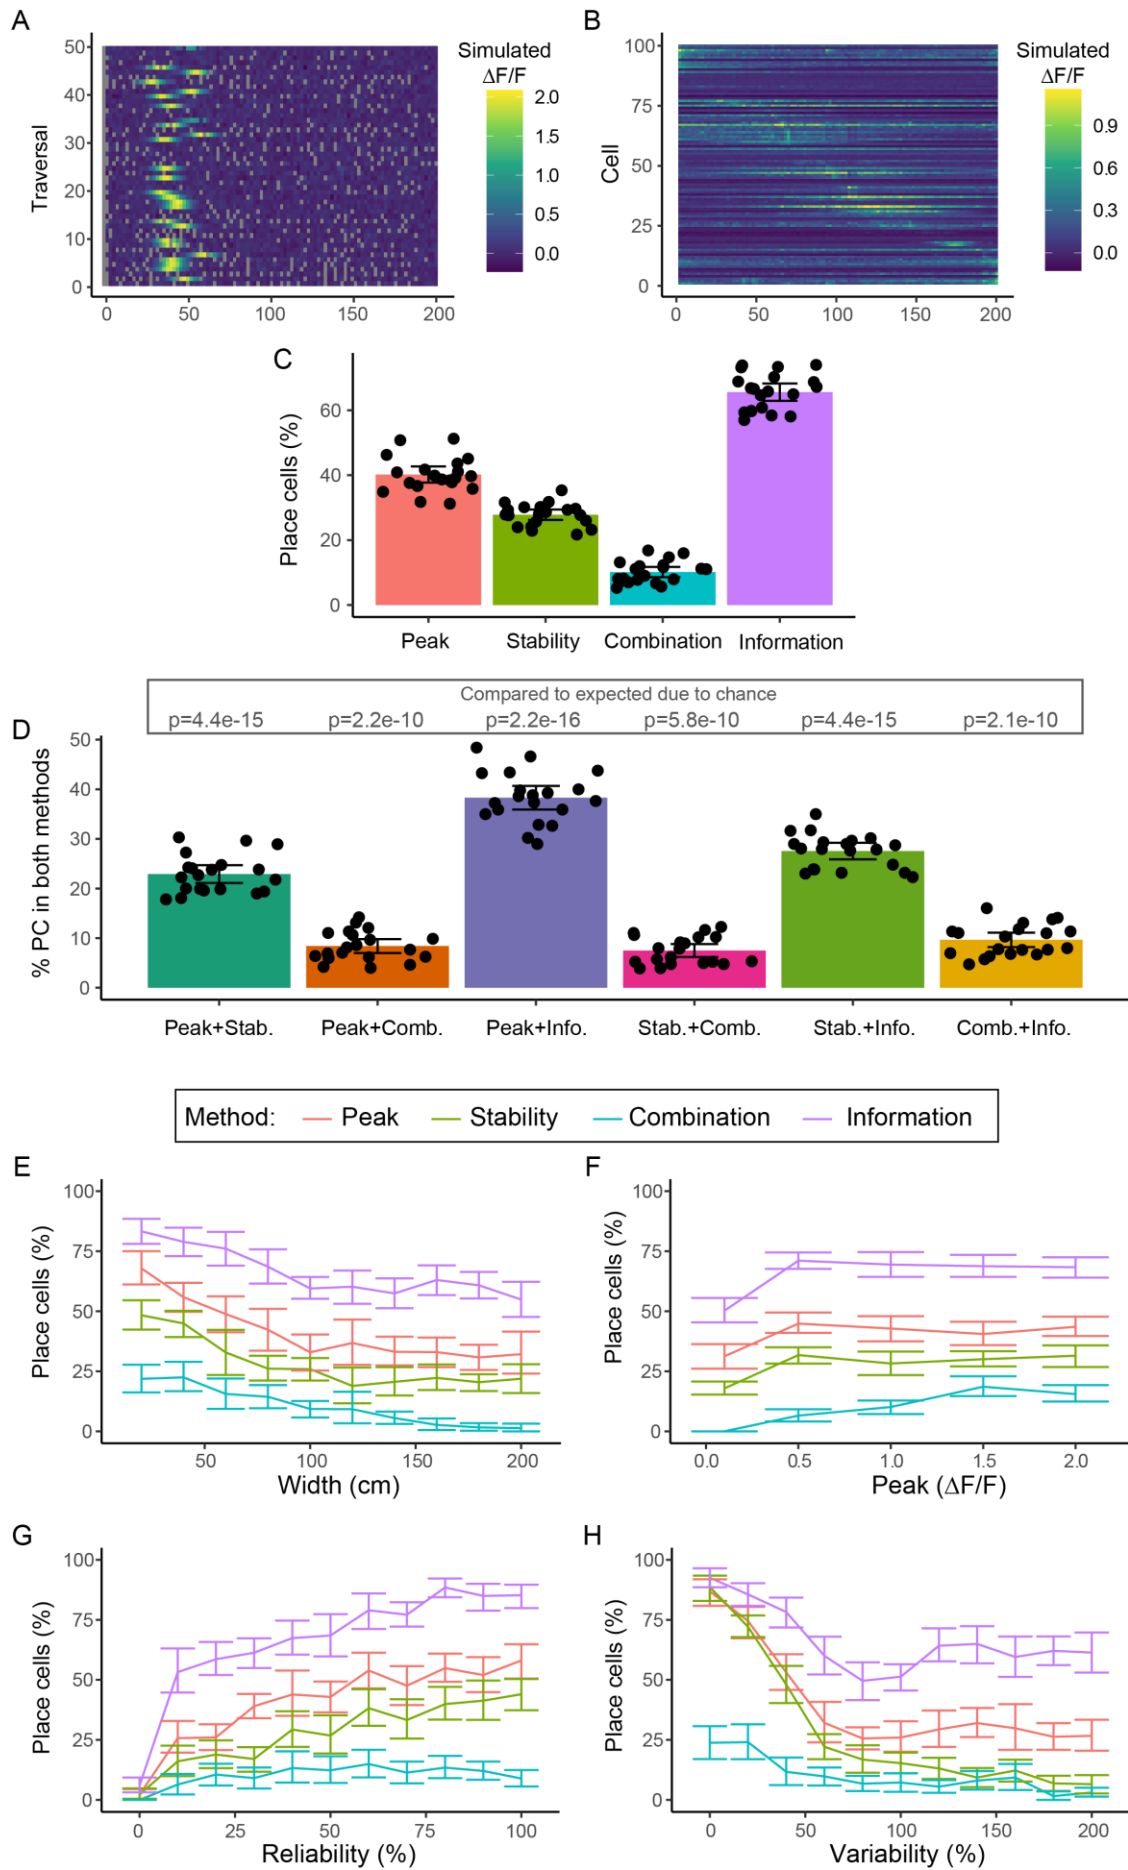 A
B
50
40
30
20
10
0
Traversal
0
50
100
150
200
Simulated
ΔF/F
2.0
1.5
1.0
0.5
0.0
100
75
50
25
0
Cell
0
50
100
150
200
Simulated
ΔF/F
0.9
0.6
0.3
0.0
C
Place cells (%)
60
40
20
0
Peak Stability Combination Information
Compared to expected due to chance
p=4.4e-15 p=2.2e-10 p=2.2e-16 p=5.8e-10 p=4.4e-15 p=2.1e-10
D
% PC in both methods
50
40
30
20
10
0
Peak+Stab. Peak+Comb. Peak+Info. Stab.+Comb. Stab.+Info. Comb.+Info.
Method: Peak Stability Combination Information
E
Place cells (%)
100
75
50
25
0
50 100 150 200
Width (cm)
F
Place cells (%)
100
75
50
25
0
0.0 0.5 1.0 1.5 2.0
Peak (ΔF/F)
G
Place cells (%)
100
75
50
25
0
0 25 50 75 100
Reliability (%)
H
Place cells (%)
100
75
50
25
0
0 50 100 150 200
Variability (%)